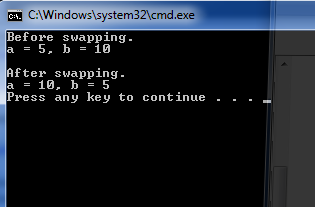 C:\Windows\system32\cmd.exe
Before swapping.
a = 5, b = 10
After swapping.
a = 10, b = 5
Press any key to continue . . .